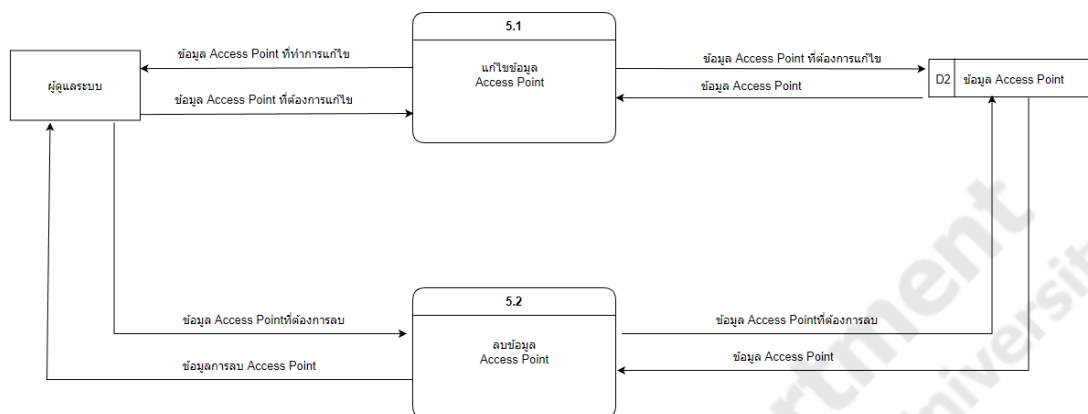 5.1
ข้อมูล Access Point ที่ทำการแก้ไข
แก้ไขข้อมูล
Access Point
ข้อมูล Access Point ที่ต้องการแก้ไข
ผู้ดูแลระบบ
D2 ข้อมูล Access Point
ข้อมูล Access Point ที่ต้องการแก้ไข
ข้อมูล Access Point
5.2
ข้อมูล Access Pointที่ต้องการลบ
ลบข้อมูล
Access Point
ข้อมูล Access Pointที่ต้องการลบ
ข้อมูลการลบ Access Point
ข้อมูล Access Point